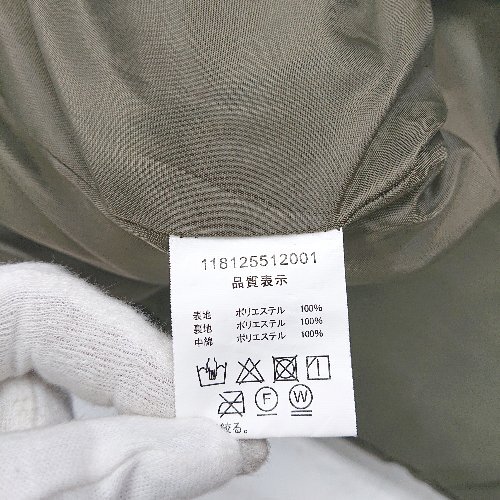 118125512001
品質表示
表地 ポリエステル 100%
裏地 ポリエステル 100%
中綿 ポリエステル 100%
F W
絞る。